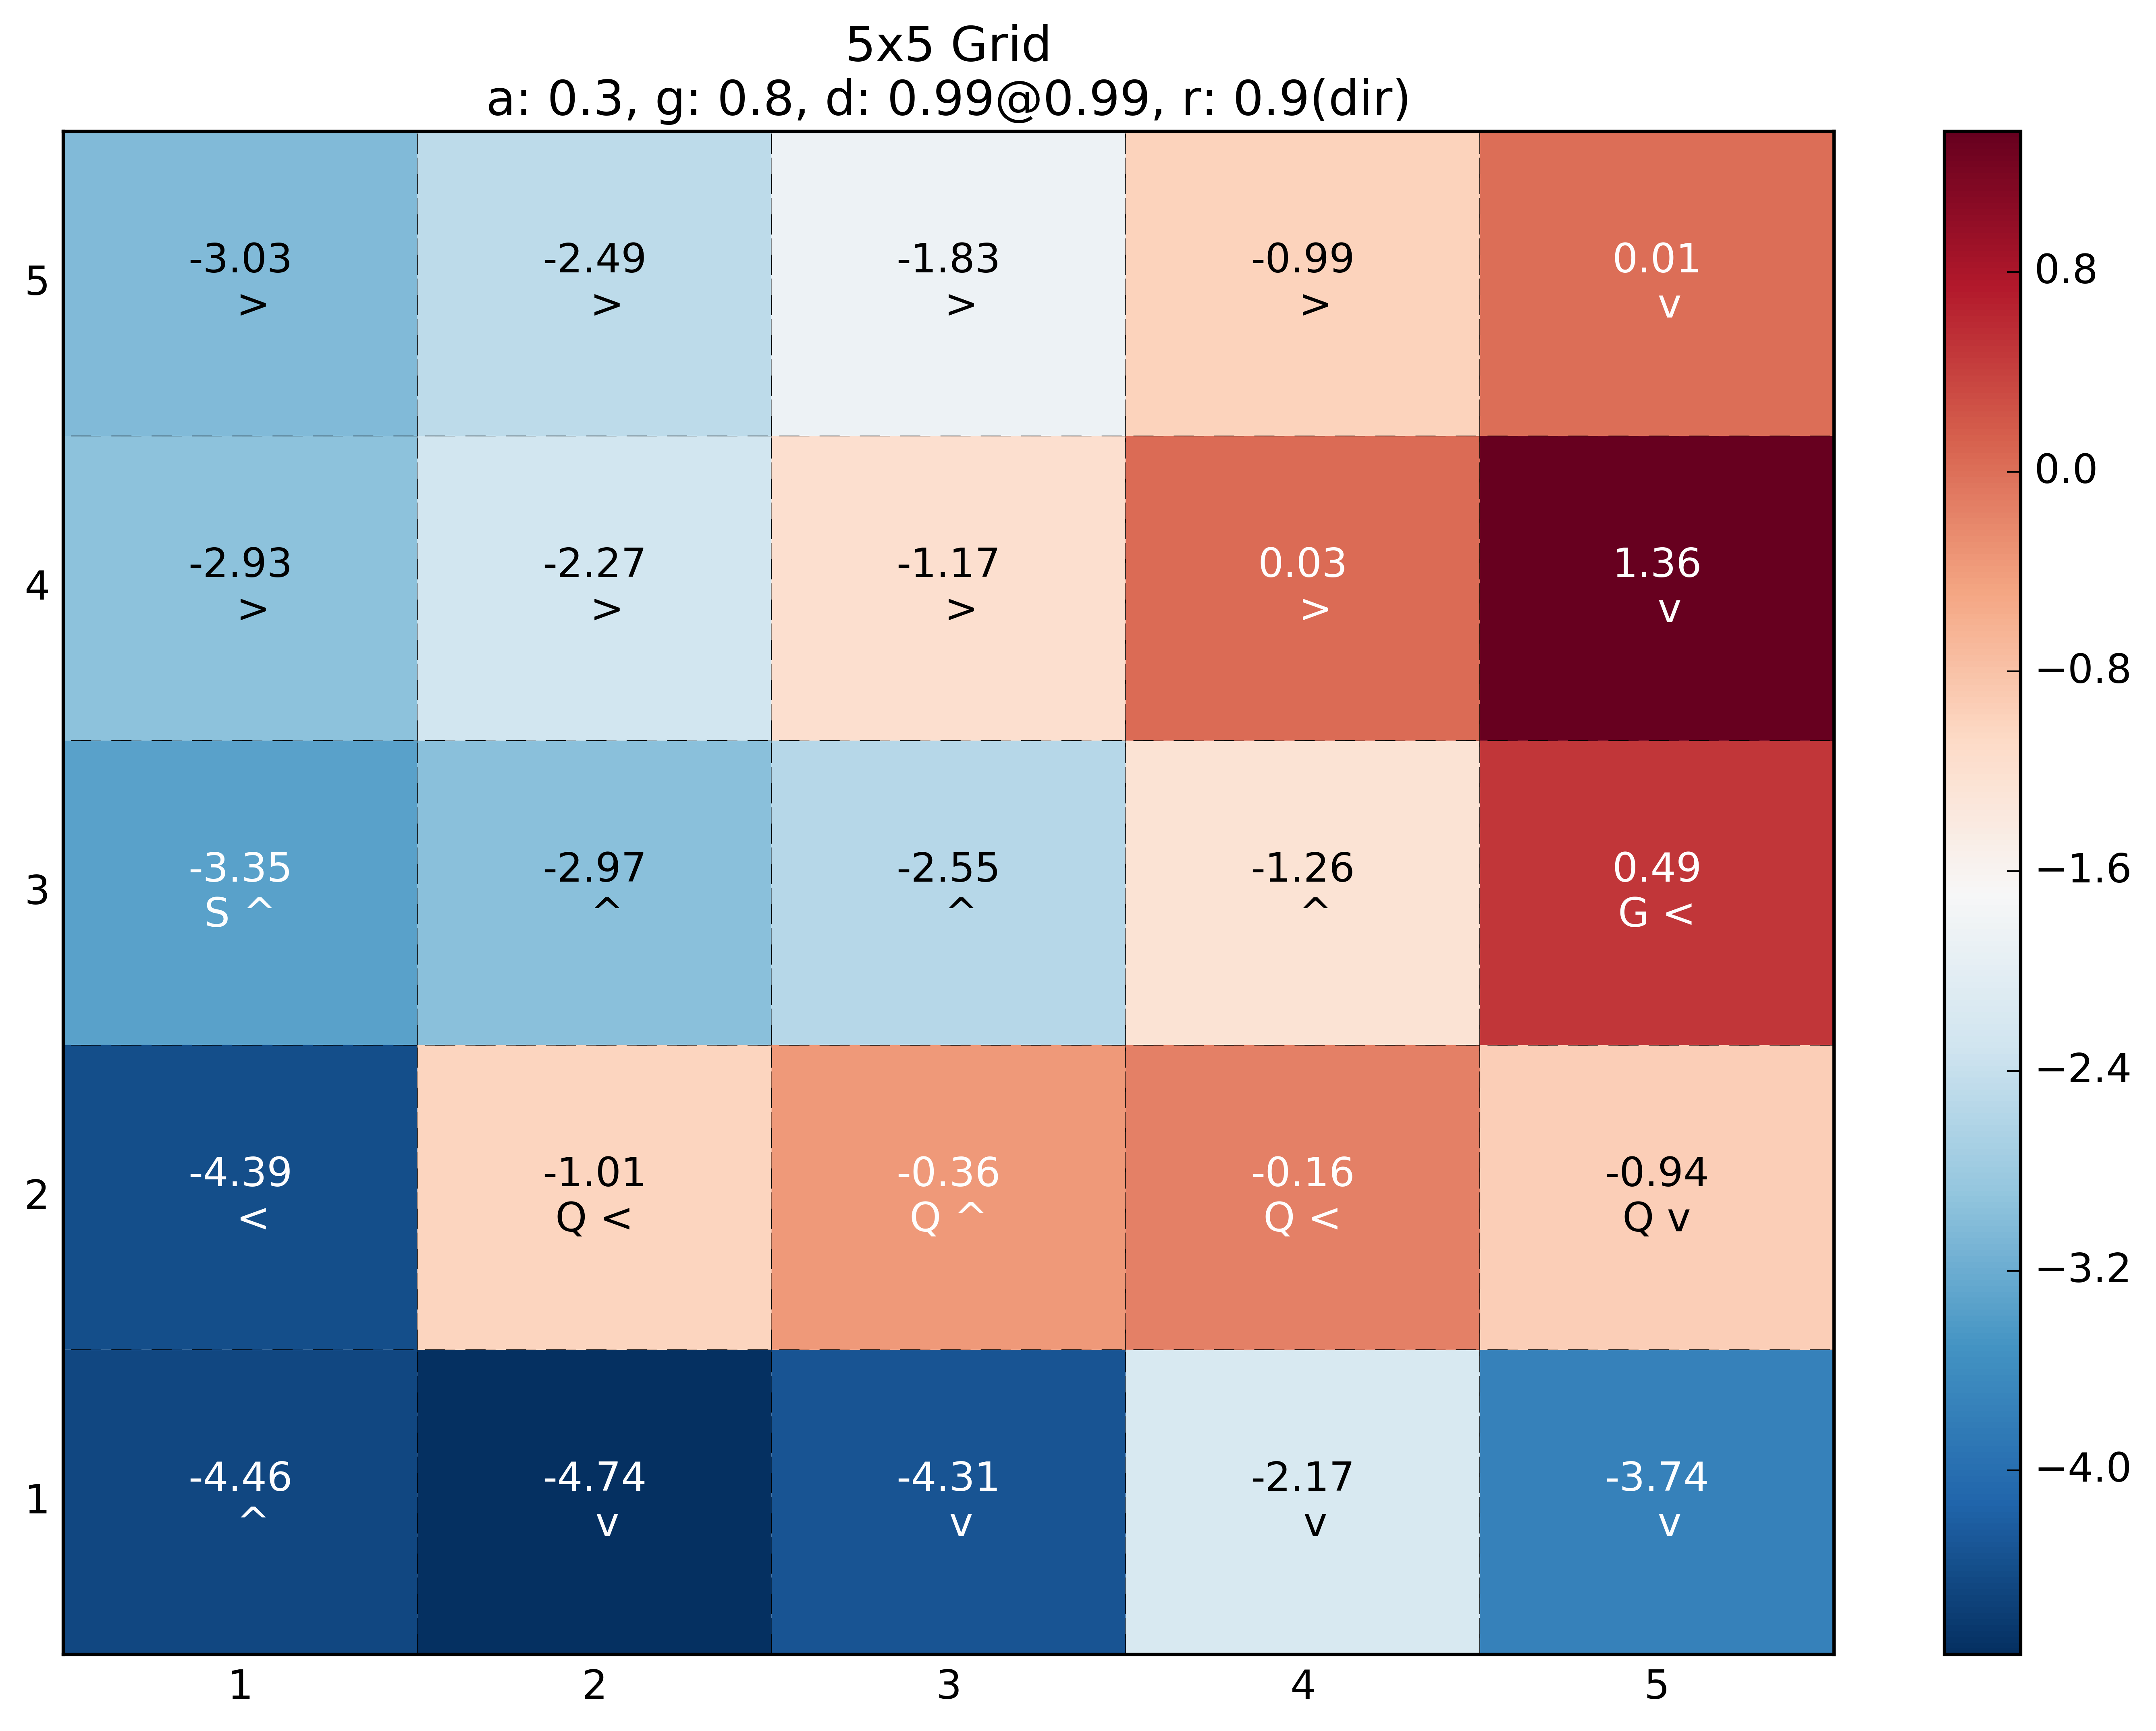 5x5 Grid
a: 0.3, g: 0.8, d: 0.99@0.99, r: 0.9(dir)
5
-3.03 -2.49 -1.83 -0.99 0.01
> > > > v
4
-2.93 -2.27 -1.17 0.03 1.36
> > > > v
3
-3.35 -2.97 -2.55 -1.26 0.49
S ^ ^ ^ ^ G <
2
-4.39 -1.01 -0.36 -0.16 -0.94
< Q < Q ^ Q < Q v
1
-4.46 -4.74 -4.31 -2.17 -3.74
^ v v v v
1 2 3 4 5
0.8
0.0
−0.8
−1.6
−2.4
−3.2
−4.0